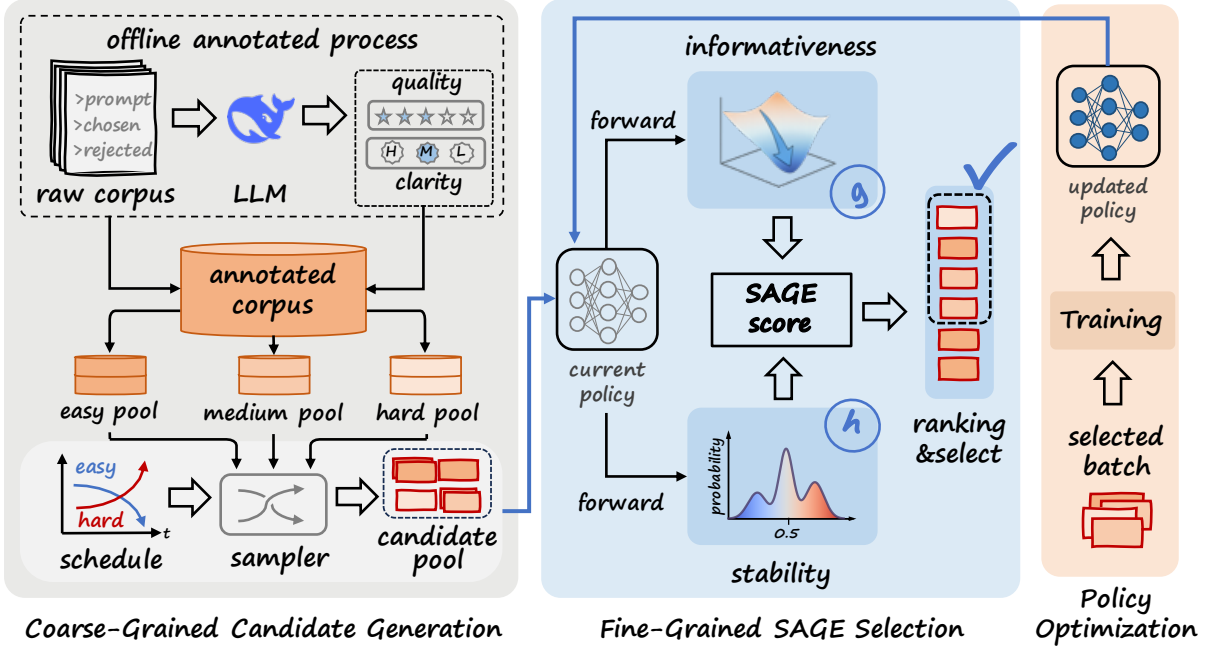 offline annotated process
>prompt
>chosen
>rejected
raw corpus
LLM
quality
H M L
clarity
annotated
corpus
easy pool
medium pool
hard pool
easy
hard
t
schedule
sampler
candidate
pool
Coarse-Grained Candidate Generation
informativeness
forward
g
current
policy
SAGE
score
forward
h
probability
0.5
stability
ranking
&select
Fine-Grained SAGE Selection
updated
policy
Training
selected
batch
Policy
Optimization